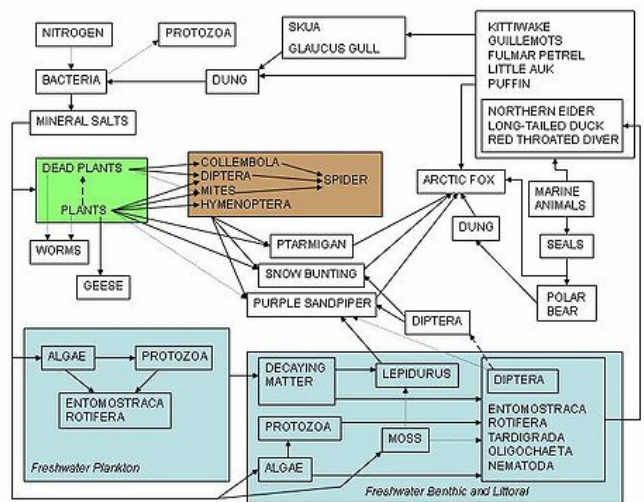 NITROGEN
PROTOZOA
SKUA
GLAUCUS GULL
KITTIWAKE
GUILLEMOTS
FULMAR PETREL
LITTLE AUK
PUFFIN
BACTERIA
DUNG
MINERAL SALTS
NORTHERN EIDER
LONG-TAILED DUCK
RED THROATED DIVER
DEAD PLANTS
PLANTS
COLLEMBOLA
DIPTERA
MITES
HYMENOPTERA
SPIDER
ARCTIC FOX
MARINE
ANIMALS
WORMS
GEESE
PTARMIGAN
SNOW BUNTING
PURPLE SANDPIPER
DUNG
SEALS
POLAR
BEAR
DIPTERA
ALGAE
PROTOZOA
ENTOMOSTRACA
ROTIFERA
Freshwater Plankton
DECAYING
MATTER
LEPIDURUS
DIPTERA
PROTOZOA
MOSS
ALGAE
ENTOMOSTRACA
ROTIFERA
TARDIGRADA
OLIGOCHAETA
NEMATODA
Freshwater Benthic and Littoral